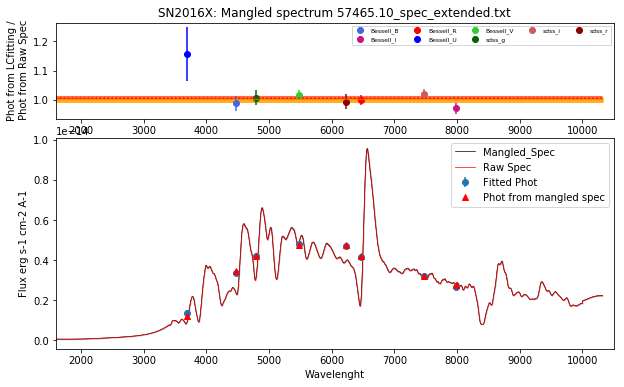 SN2016X: Mangled spectrum 57465.10_spec_extended.txt
Phot from LCfitting /
Phot from Raw Spec
1.2
1.1
1.0
Bessell_B
Bessell_I
Bessell_R
Bessell_U
Bessell_V
sdss_g
sdss_i
sdss_r
2000 3000 4000 5000 6000 7000 8000 9000 10000
1e−14
Flux erg s-1 cm-2 A-1
1.0
0.8
0.6
0.4
0.2
0.0
Mangled_Spec
Raw Spec
Fitted Phot
Phot from mangled spec
2000 3000 4000 5000 6000 7000 8000 9000 10000
Wavelenght